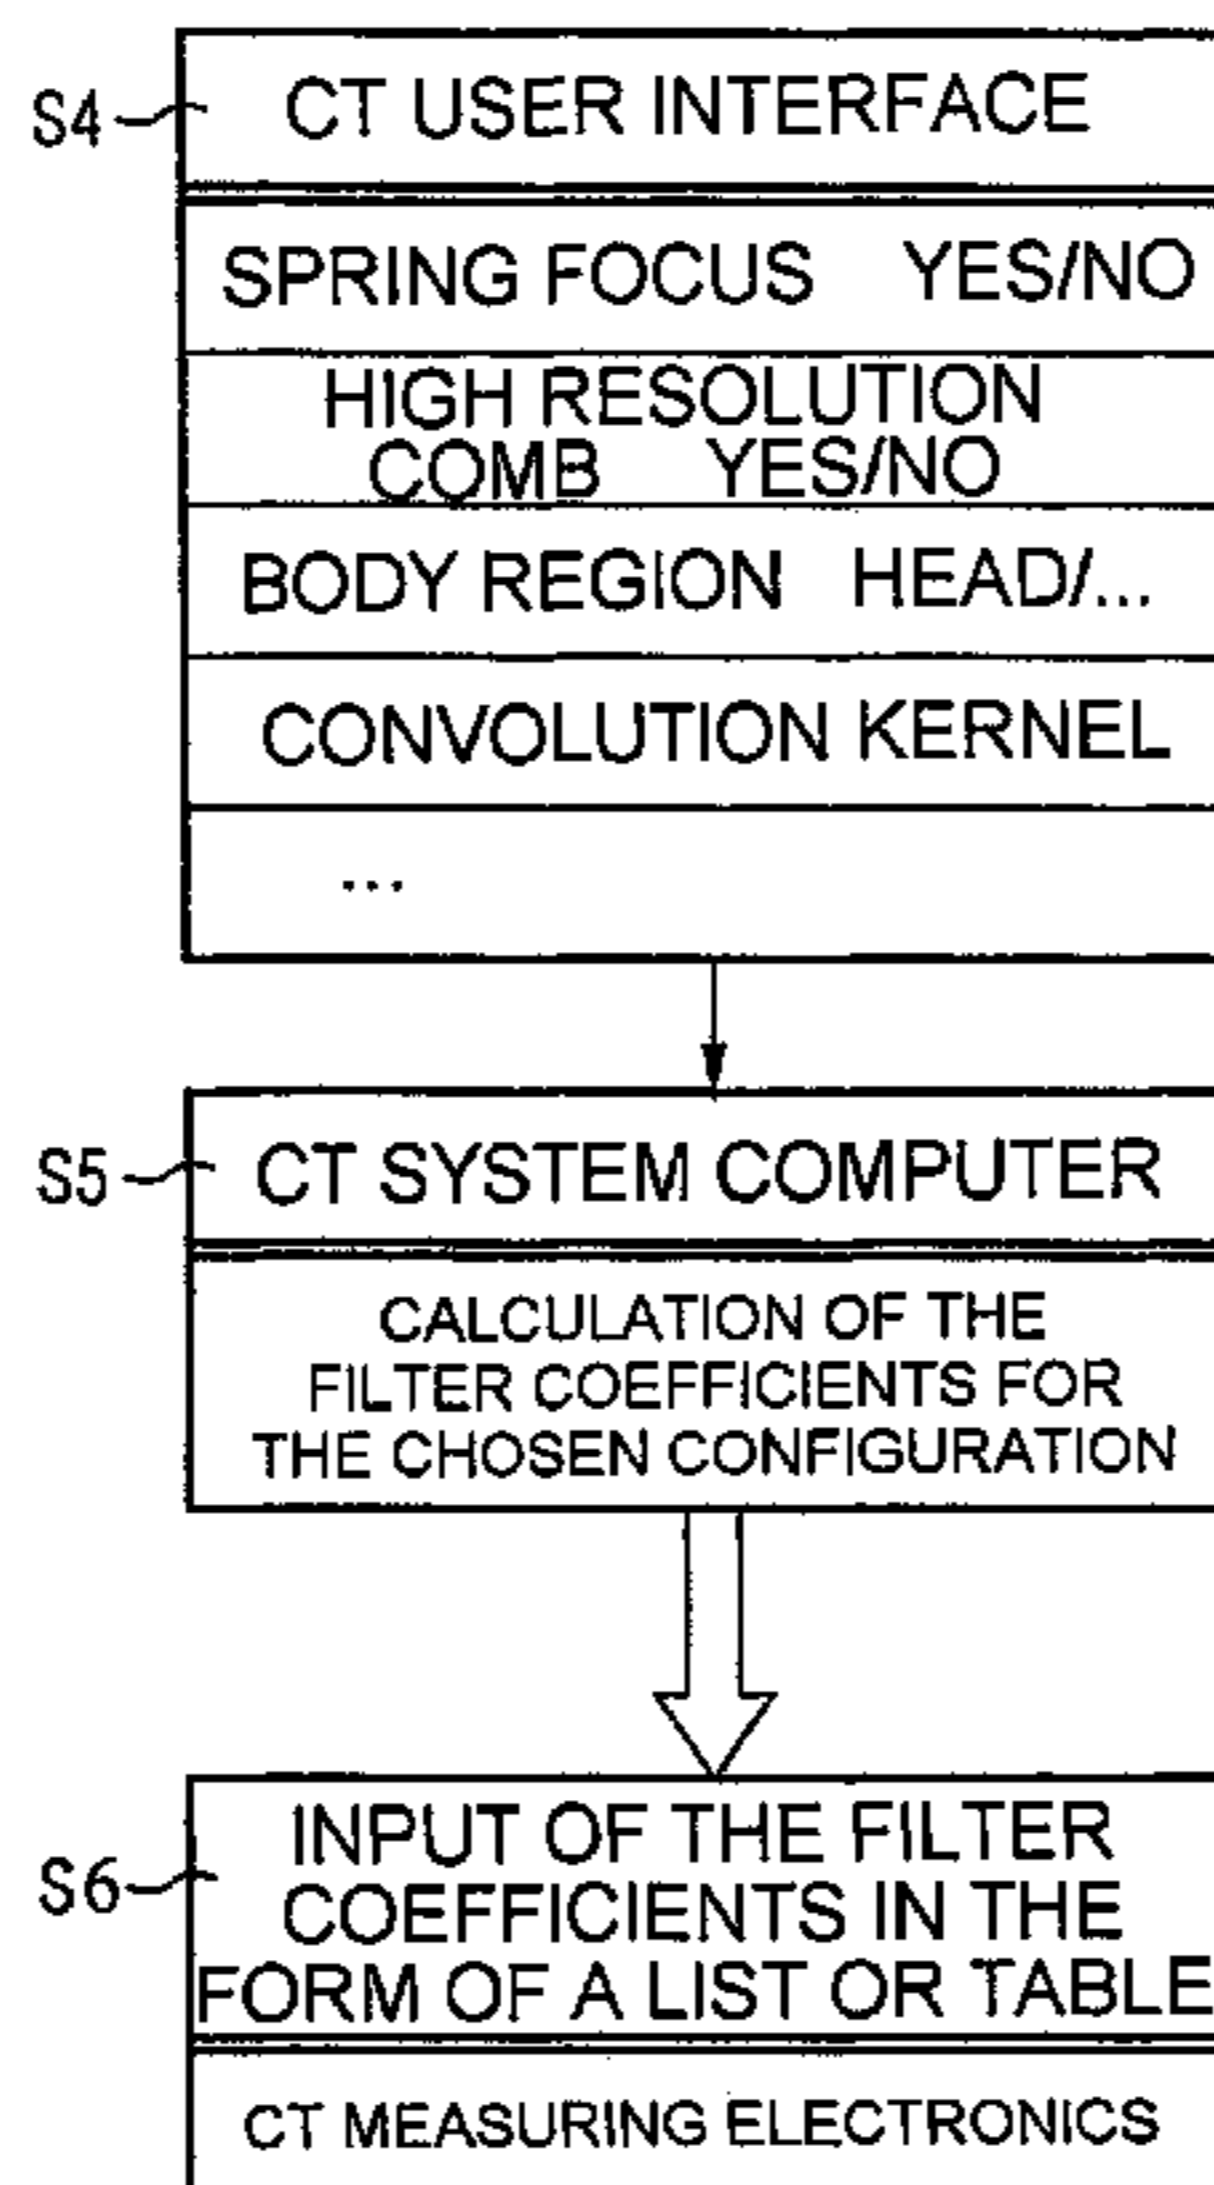 S4
CT USER INTERFACE
SPRING FOCUS YES/NO
HIGH RESOLUTION
COMB YES/NO
BODY REGION HEAD/...
CONVOLUTION KERNEL
...
S5
CT SYSTEM COMPUTER
CALCULATION OF THE
FILTER COEFFICIENTS FOR
THE CHOSEN CONFIGURATION
S6
INPUT OF THE FILTER
COEFFICIENTS IN THE
FORM OF A LIST OR TABLE
CT MEASURING ELECTRONICS